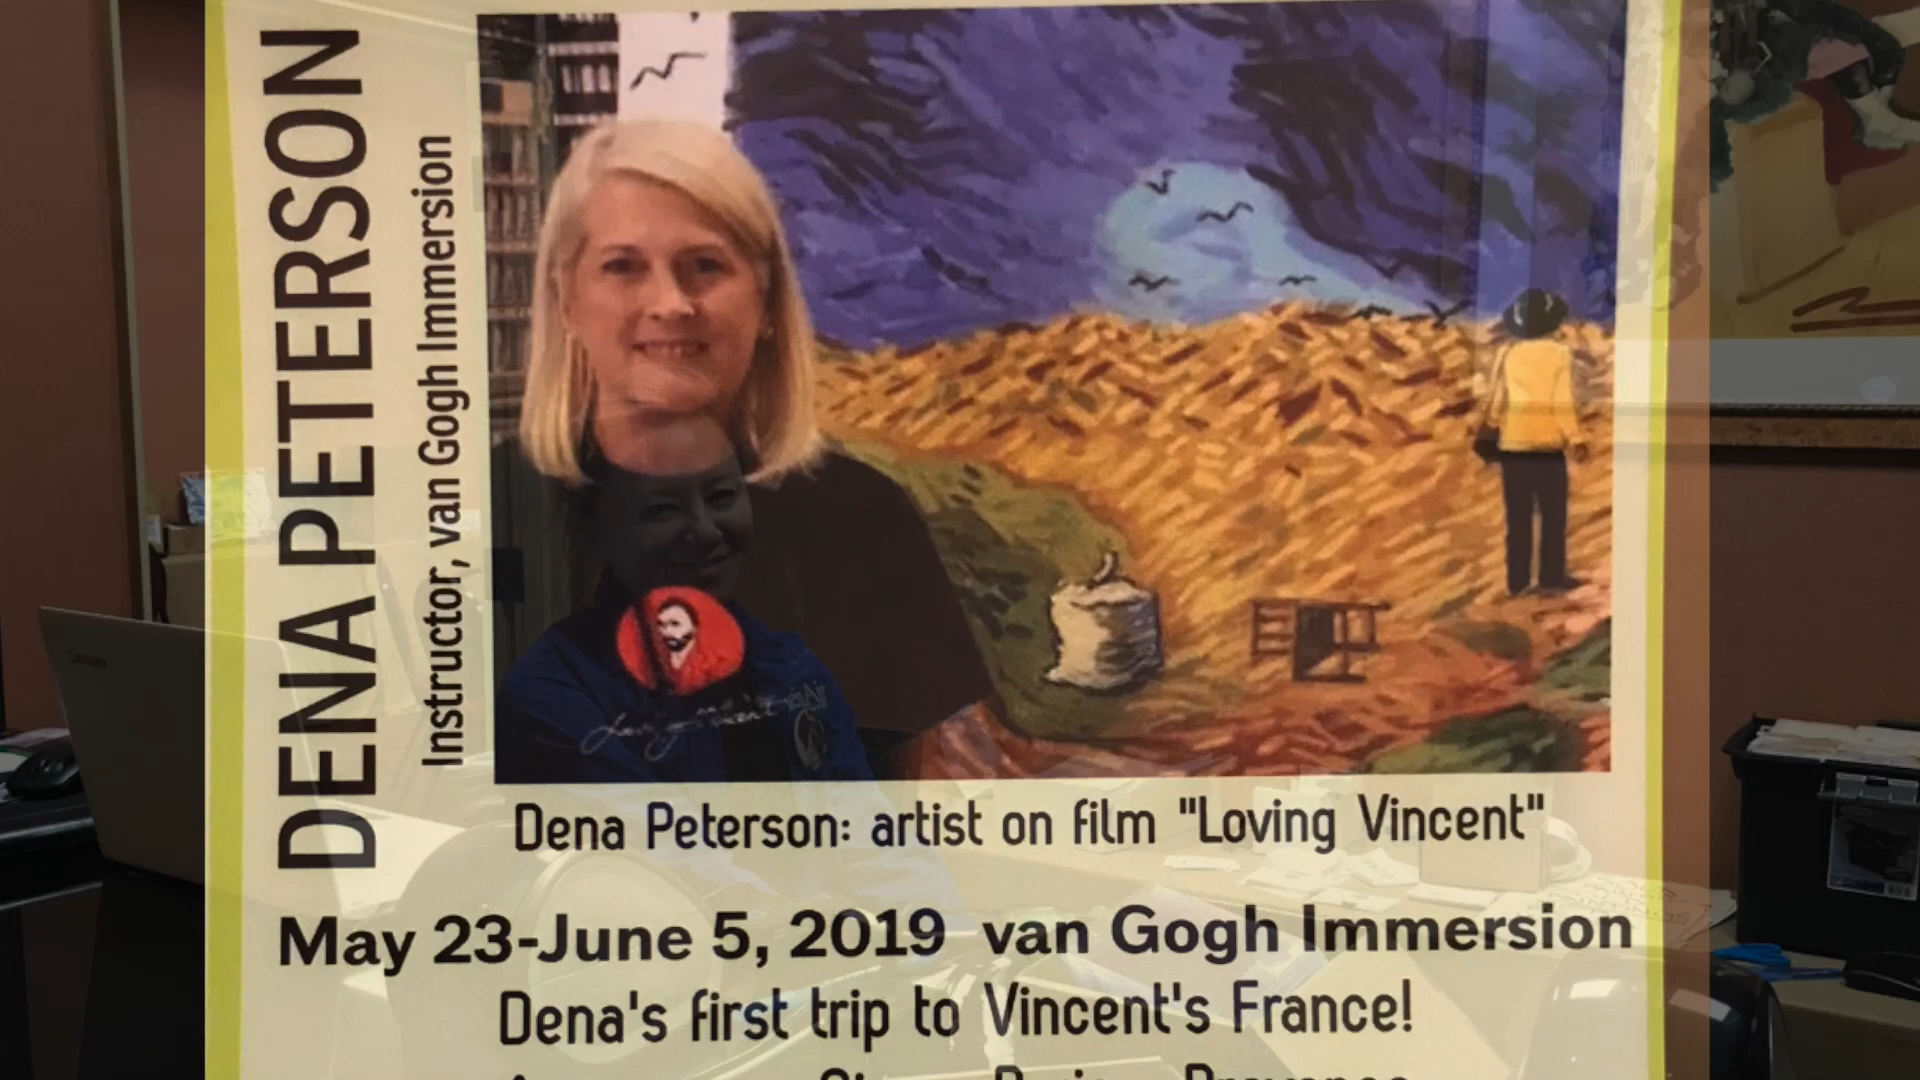 DENA PETERSON
Instructor, van Gogh Immersion
Dena Peterson: artist on film "Loving Vincent"
May 23-June 5, 2019 van Gogh Immersion
Dena's first trip to Vincent's France!
Lenovo